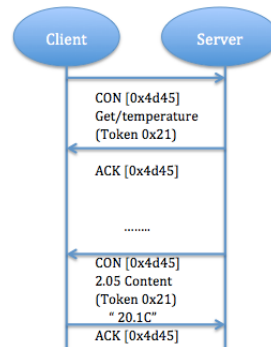 Client
Server
CON [0x4d45]
Get/temperature
(Token 0x21)
ACK [0x4d45]
........
CON [0x4d45]
2.05 Content
(Token 0x21)
“ 20.1C”
ACK [0x4d45]